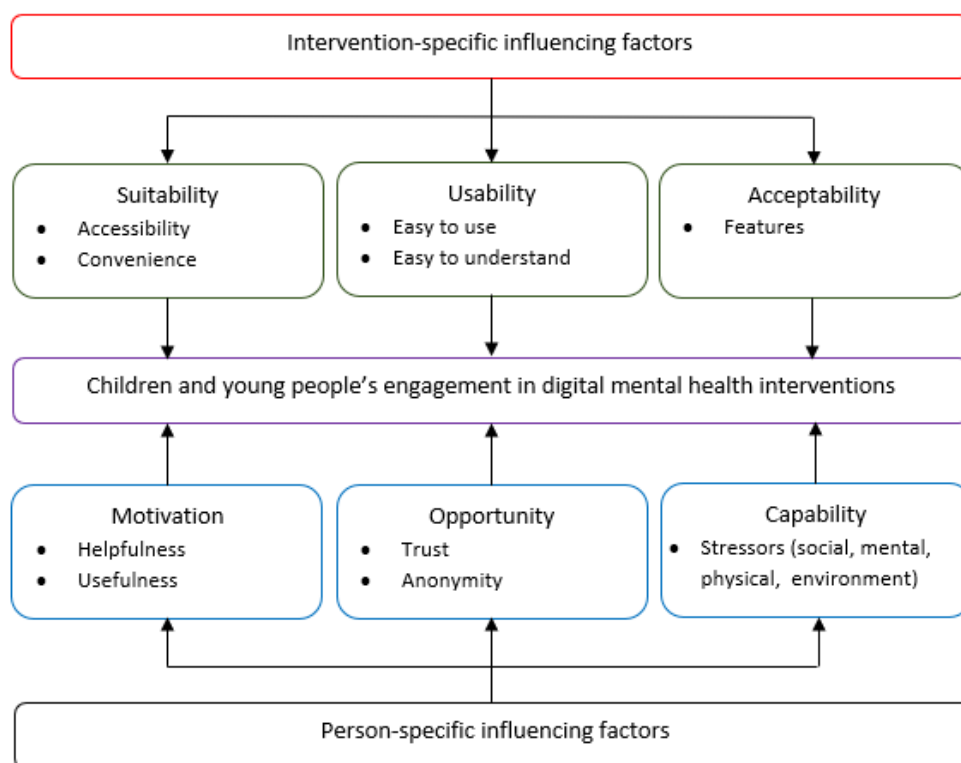 Intervention-specific influencing factors
Suitability
• Accessibility
• Convenience
Usability
• Easy to use
• Easy to understand
Acceptability
• Features
Children and young people’s engagement in digital mental health interventions
Motivation
• Helpfulness
• Usefulness
Opportunity
• Trust
• Anonymity
Capability
• Stressors (social, mental,
physical, environment)
Person-specific influencing factors